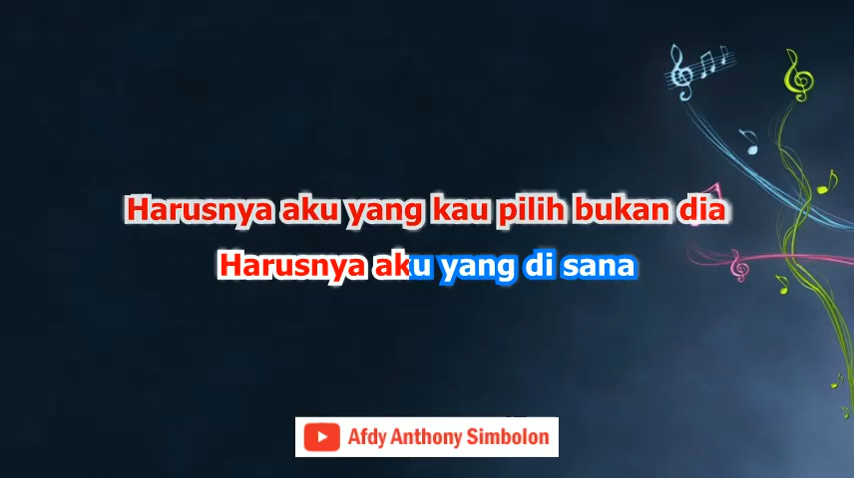 Harusnya aku yang kau pilih bukan dia
Harusnya aku yang di sana
Afdy Anthony Simbolon